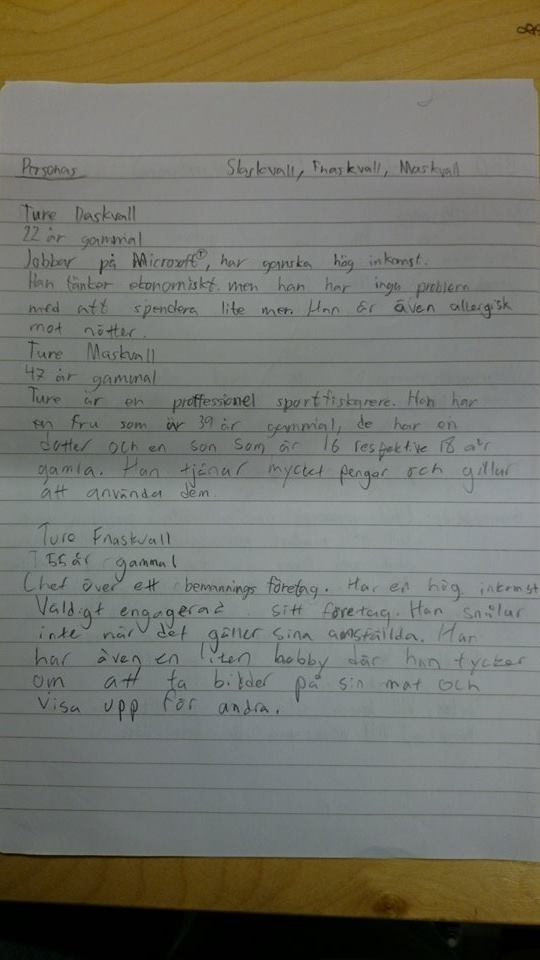 Personas Slaskvall, Fnaskvall, Maskvall
Ture Daskvall
22 år gammal
Jobbar på Microsoft, har ganska hög inkomst.
Han tänker ekonomiskt men han har inga problem
med att spendera lite mer. Han är även allergisk
mot nötter.
Ture Maskvall
47 år gammal
Ture är en proffessionel sportfiskarere. Han har
en fru som är 39 år gammal, de har en
dotter och en son som är 16 respektive 18 år
gamla. Han tjänar mycket pengar och gillar
att använda dem.
Ture Fnaskvall
55 år gammal
Chef över ett bemannings företag. Har en hög inkomst
Väldigt engagerad i sitt företag. Han snålar
inte när det gäller sina anställda. Han
har även en liten hobby där han tycker
om att ta bilder på sin mat och
visa upp för andra.